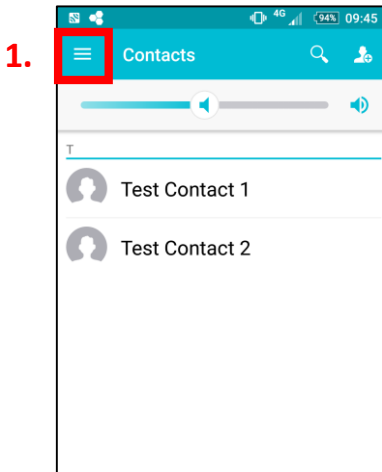 4G 94% 09:45
1.
Contacts
T
Test Contact 1
Test Contact 2